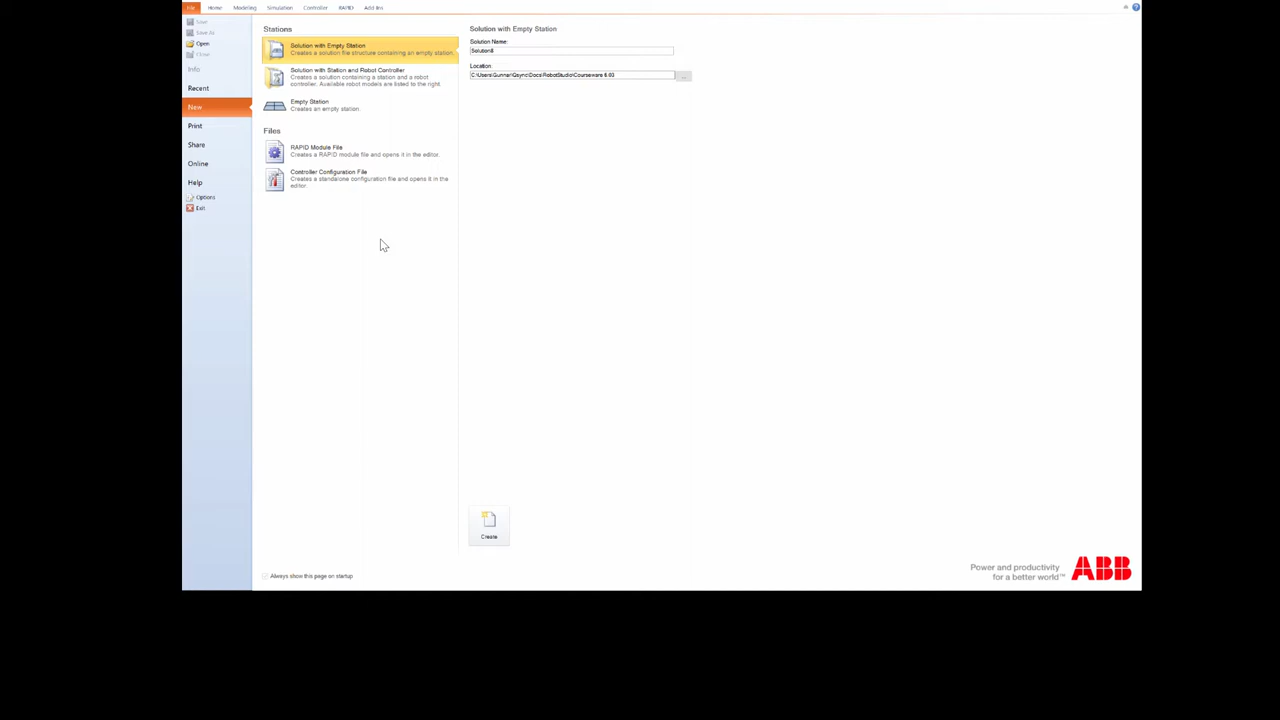 File Home Modeling Simulation Controller RAPID Add-Ins
Save
Save As
Open
Close
Info
Recent
New
Print
Share
Online
Help
Options
Exit
Stations
Solution with Empty Station
Creates a solution file structure containing an empty station.
Solution with Station and Robot Controller
Creates a solution containing a station and a robot
controller. Available robot models are listed to the right.
Empty Station
Creates an empty station.
Files
RAPID Module File
Creates a RAPID module file and opens it in the editor.
Controller Configuration File
Creates a standalone configuration file and opens it in the
editor.
Always show this page on startup
Solution with Empty Station
Solution Name:
Location:
...
Create
Power and productivity
for a better world™
ABB